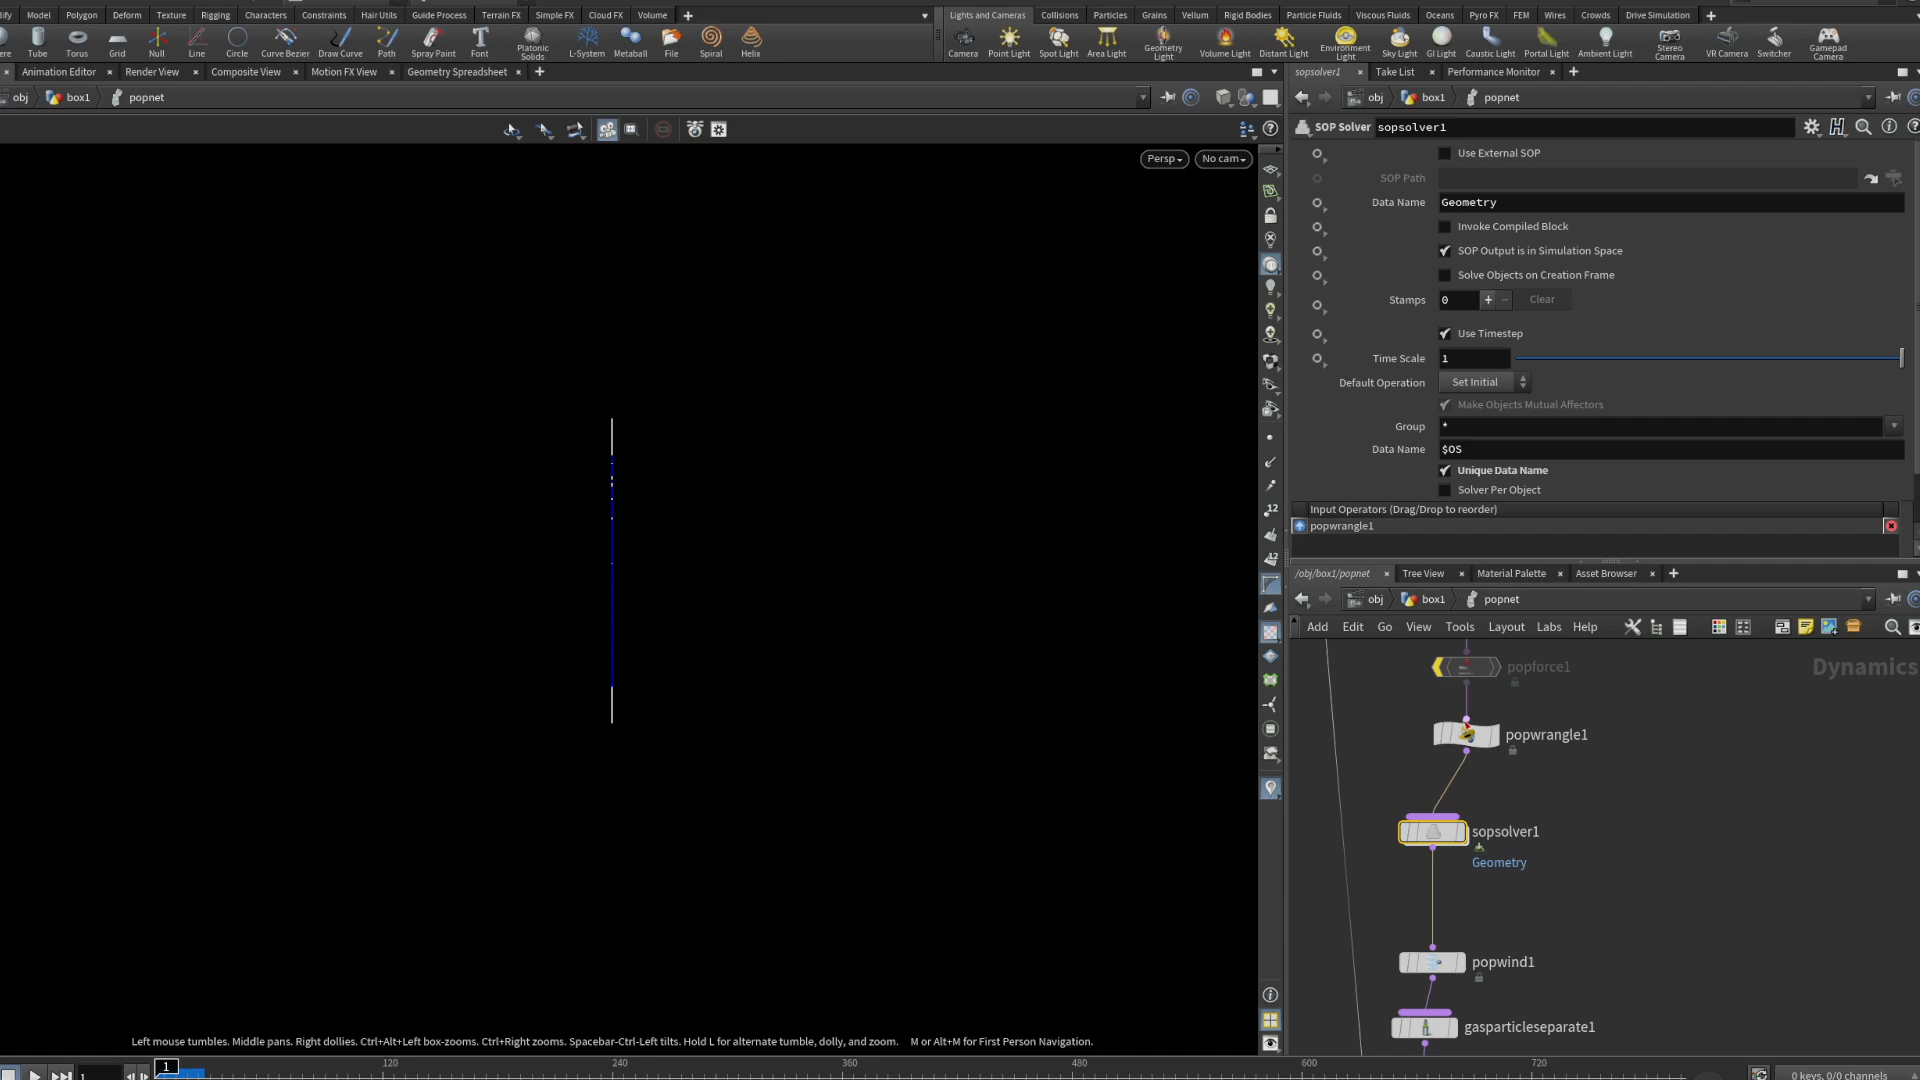 Model Polygon Deform Texture Rigging Characters Constraints Hair Utils Guide Process Terrain FX Simple FX Cloud FX Volume
Lights and Cameras Collisions Particles Grains Vellum Rigid Bodies Particle Fluids Viscous Fluids Oceans Pyro FX FEM Wires Crowds Drive Simulation
Tube Torus Grid Null Line Circle Curve Bezier Draw Curve Path Spray Paint Font Platonic Solids L-System Metaball File Spiral Helix
Camera Point Light Spot Light Area Light Geometry Light Volume Light Distant Light Environment Light Sky Light GI Light Caustic Light Portal Light Ambient Light Stereo Camera VR Camera Switcher Gamepad Camera
Animation Editor Render View Composite View Motion FX View Geometry Spreadsheet
sopsolver1 Take List Performance Monitor
obj box1 popnet
obj box1 popnet
SOP Solver sopsolver1
Persp No cam
Use External SOP
SOP Path
Data Name Geometry
Invoke Compiled Block
SOP Output is in Simulation Space
Solve Objects on Creation Frame
Stamps 0 Clear
Use Timestep
Time Scale 1
Default Operation Set Initial
Make Objects Mutual Affectors
Group *
Data Name $OS
Unique Data Name
Solver Per Object
Input Operators (Drag/Drop to reorder)
popwrangle1
/obj/box1/popnet Tree View Material Palette Asset Browser
obj box1 popnet
Add Edit Go View Tools Layout Labs Help
popforce1
Dynamics
popwrangle1
sopsolver1
Geometry
popwind1
gasparticleseparate1
Left mouse tumbles. Middle pans. Right dollies. Ctrl+Alt+Left box-zooms. Ctrl+Right zooms. Spacebar-Ctrl-Left tilts. Hold L for alternate tumble, dolly, and zoom. M or Alt+M for First Person Navigation.
1 120 240 360 480 600 720
1
0 keys, 0/0 channels